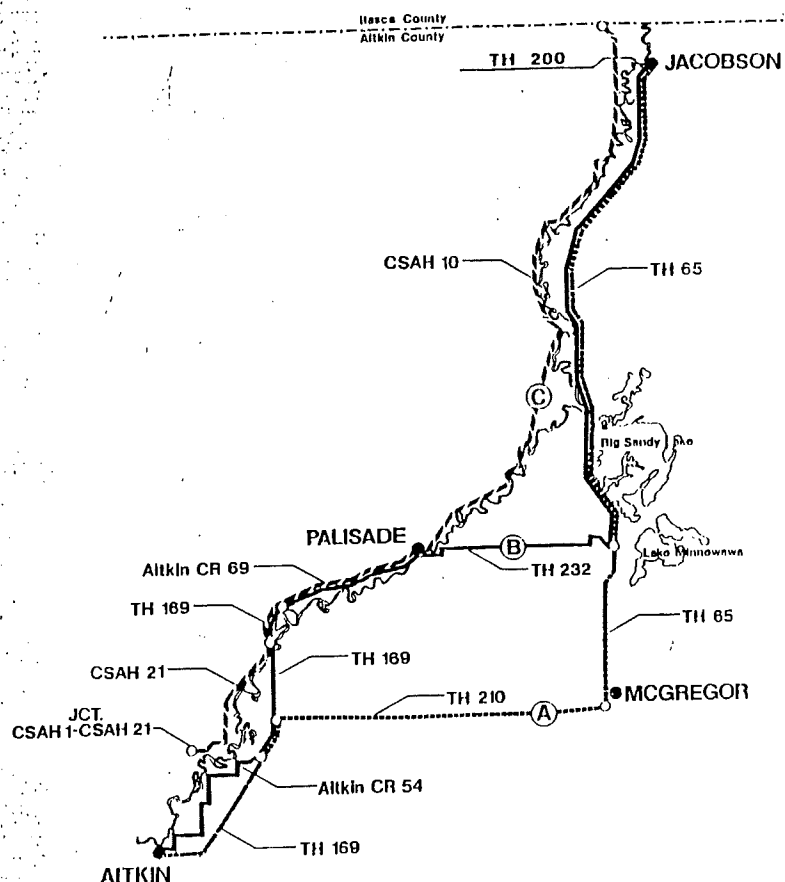 Itasca County
Aitkin County
TH 200
JACOBSON
CSAH 10
TH 65
C
Big Sandy Lake
PALISADE
B
Lake Minnewawa
Aitkin CR 69
TH 232
TH 169
TH 65
CSAH 21
TH 169
MCGREGOR
JCT.
CSAH 1-CSAH 21
TH 210
A
Aitkin CR 54
TH 169
AITKIN